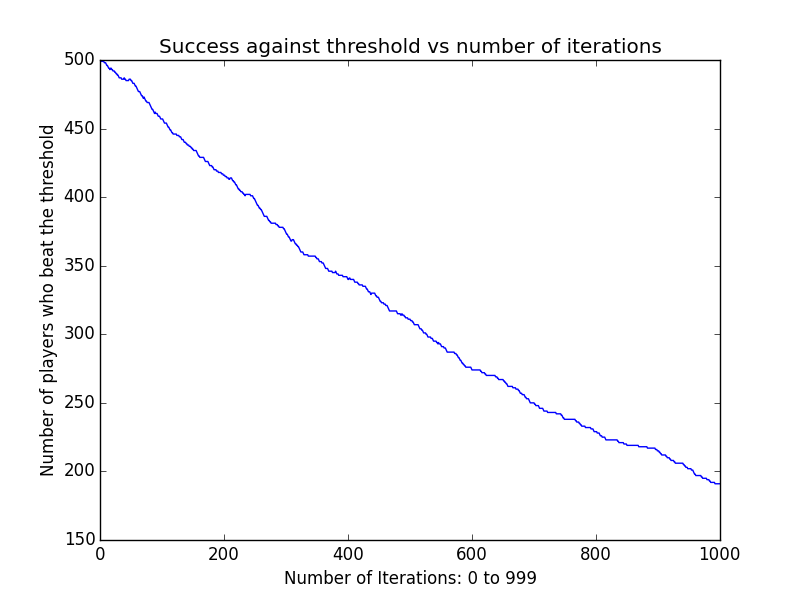 Success against threshold vs number of iterations
500
450
400
350
300
250
200
150
Number of players who beat the threshold
0 200 400 600 800 1000
Number of Iterations: 0 to 999